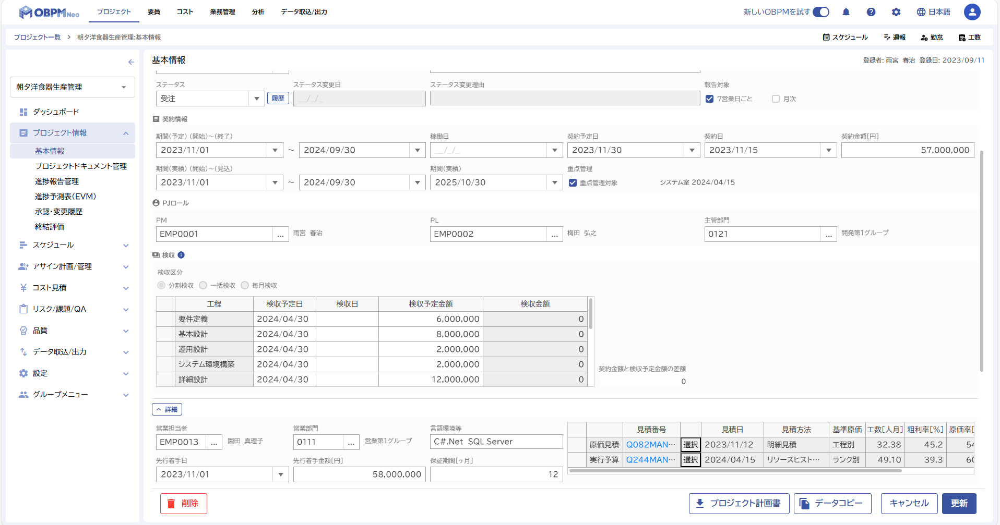 OBPM Neo プロジェクト 要員 コスト 業務管理 分析 データ取込/出力 新しいOBPMを試す 日本語
プロジェクト一覧 > 朝夕洋食器生産管理:基本情報 スケジュール 週報 勤怠 工数
基本情報 登録者: 雨宮 春治 登録日: 2023/09/11
朝夕洋食器生産管理
ダッシュボード
プロジェクト情報
基本情報
プロジェクトドキュメント管理
進捗報告管理
進捗予測表(EVM)
承認・変更履歴
終結評価
スケジュール
アサイン計画/管理
コスト見積
リスク/課題/QA
品質
データ取込/出力
設定
グループメニュー
ステータス ステータス変更日 ステータス変更理由 報告対象
受注 履歴 __/_/_ 7営業日ごと 月次
契約情報
期間(予定) (開始)～(終了) 稼働日 契約予定日 契約日 契約金額[円]
2023/11/01 ～ 2024/09/30 __/_/_ 2023/11/30 2023/11/15 57,000,000
期間(実績) (開始)～(見込) 期間(実績) 重点管理
2023/11/01 ～ 2024/09/30 2025/10/30 重点管理対象 システム室 2024/04/15
PJロール
PM PL 主管部門
EMP0001 ... 雨宮 春治 EMP0002 ... 梅田 弘之 0121 ... 開発第1グループ
検収 i
検収区分
分割検収 一括検収 毎月検収
工程 検収予定日 検収日 検収予定金額 検収金額
要件定義 2024/04/30 6,000,000 0
基本設計 2024/04/30 8,000,000 0
運用設計 2024/04/30 2,000,000 0
システム環境構築 2024/04/30 2,000,000 0
詳細設計 2024/04/30 12,000,000 0
契約金額と検収予定金額の差額
0
詳細
営業担当者 営業部門 言語環境等
EMP0013 ... 園田 真理子 0111 ... 営業第1グループ C#.Net SQL Server
先行着手日 先行着手金額[円] 保証期間[ヶ月]
2023/11/01 58,000,000 12
見積番号 見積日 見積方法 基準原価 工数[人月] 粗利率[%] 原価率[
原価見積 Q082MAN… 選択 2023/11/12 明細見積 工程別 32.38 45.2 54
実行予算 Q244MAN… 選択 2024/04/15 リソースヒスト… ランク別 49.10 39.3 60
削除 プロジェクト計画書 データコピー キャンセル 更新